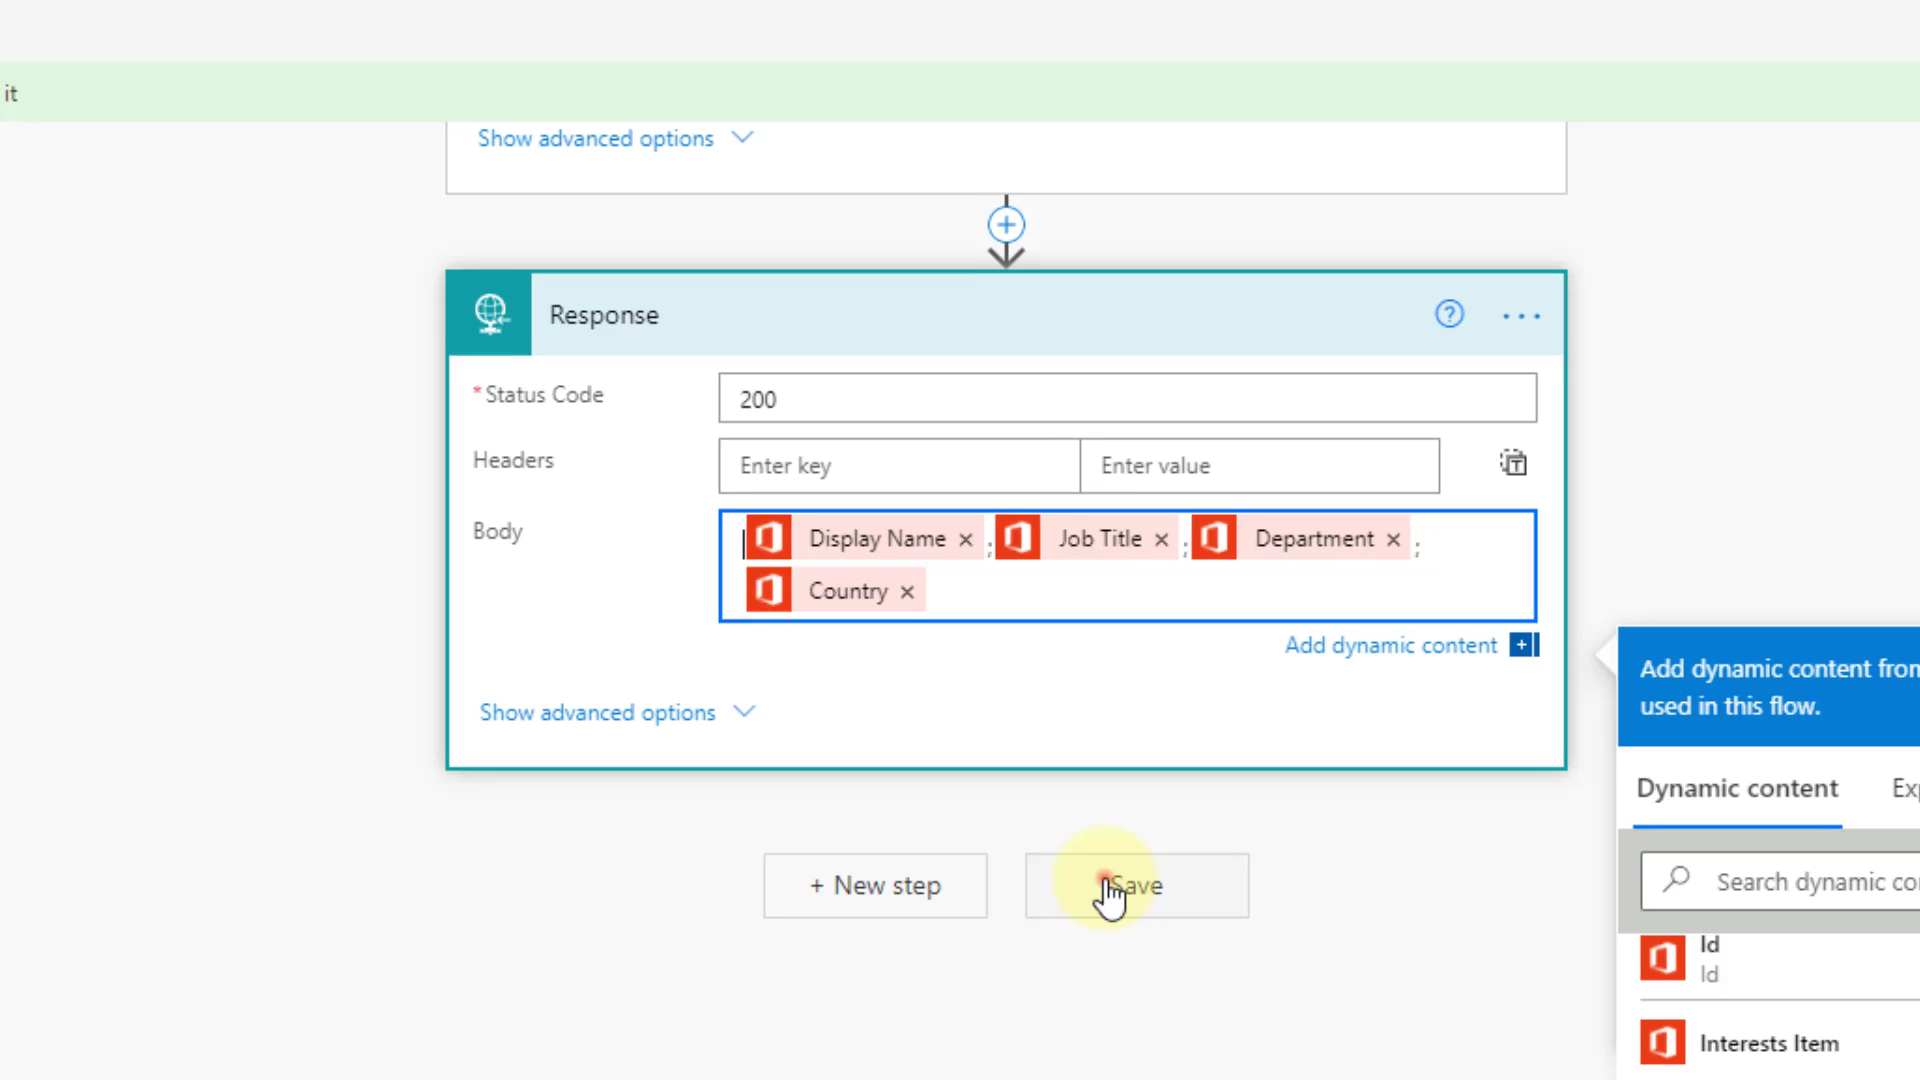 it
Show advanced options
Response
* Status Code
200
Headers
Enter key
Enter value
Body
Display Name × ; Job Title × ; Department × ;
Country ×
Add dynamic content
Show advanced options
Add dynamic content from
used in this flow.
Dynamic content
Exp
+ New step
Save
Search dynamic co
Id
Id
Interests Item